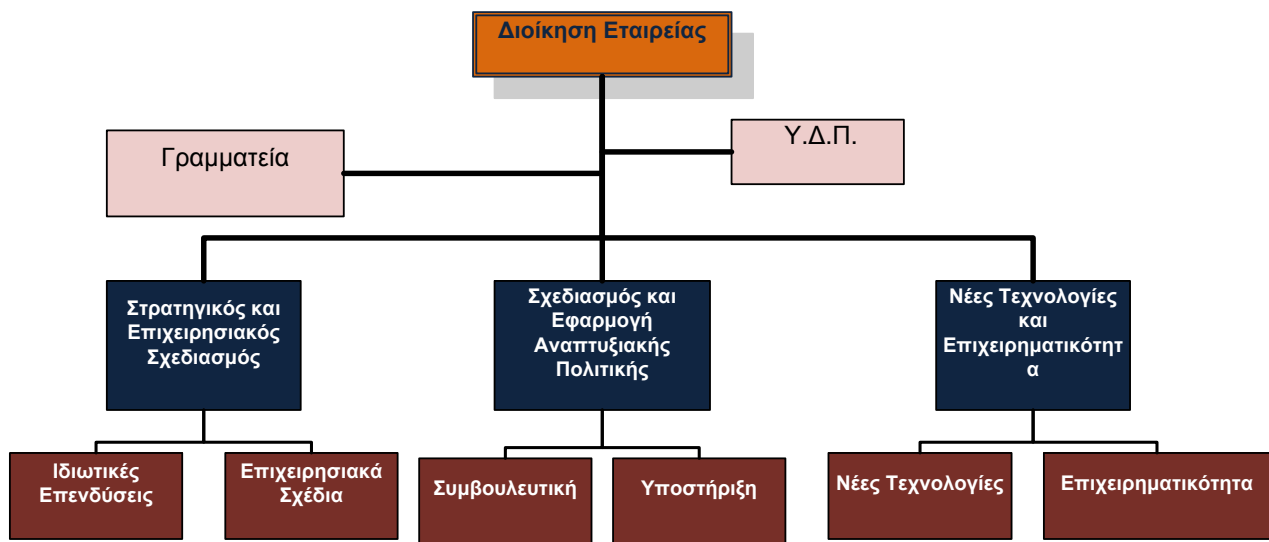 Διοίκηση Εταιρείας
Γραμματεία
Υ.Δ.Π.
Στρατηγικός και
Επιχειρησιακός
Σχεδιασμός
Σχεδιασμός και
Εφαρμογή
Αναπτυξιακής
Πολιτικής
Νέες Τεχνολογίες
και
Επιχειρηματικότητ
α
Ιδιωτικές
Επενδύσεις
Επιχειρησιακά
Σχέδια
Συμβουλευτική
Υποστήριξη
Νέες Τεχνολογίες
Επιχειρηματικότητα